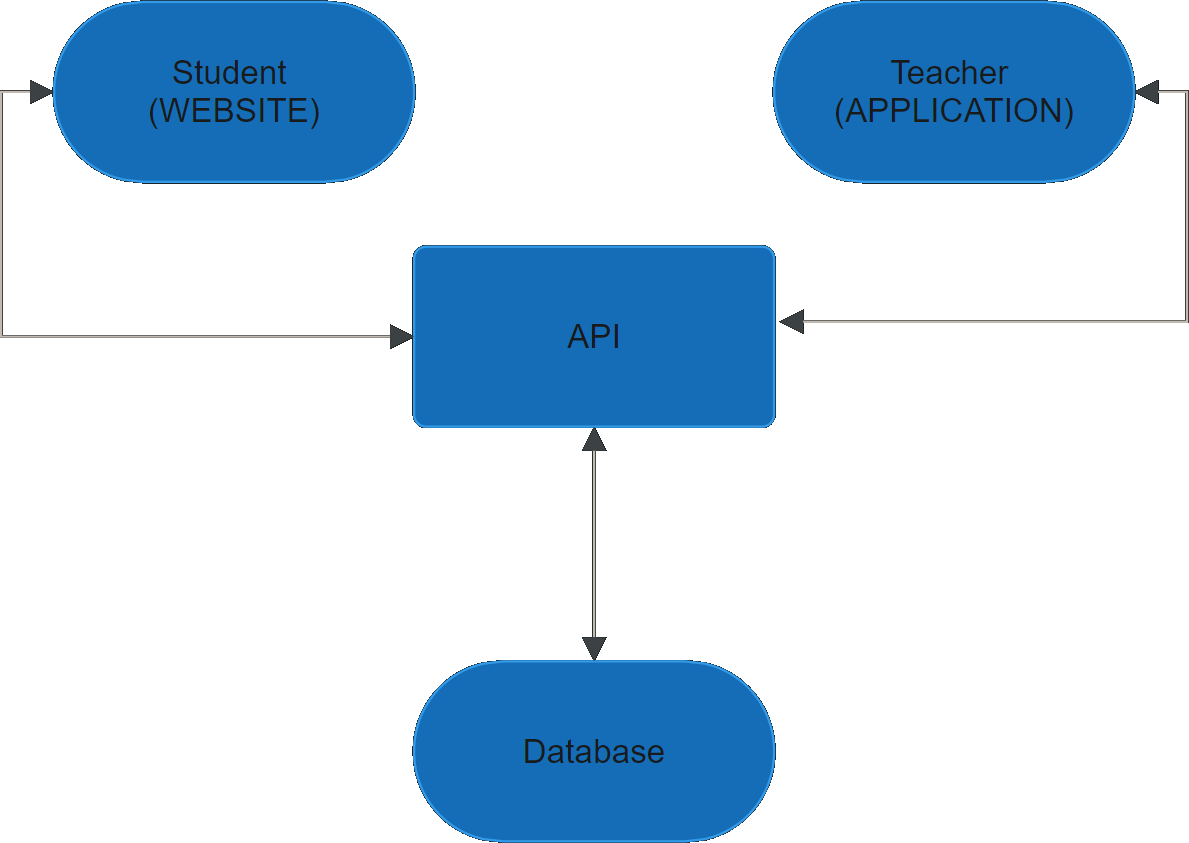 Student
(WEBSITE)
Teacher
(APPLICATION)
API
Database